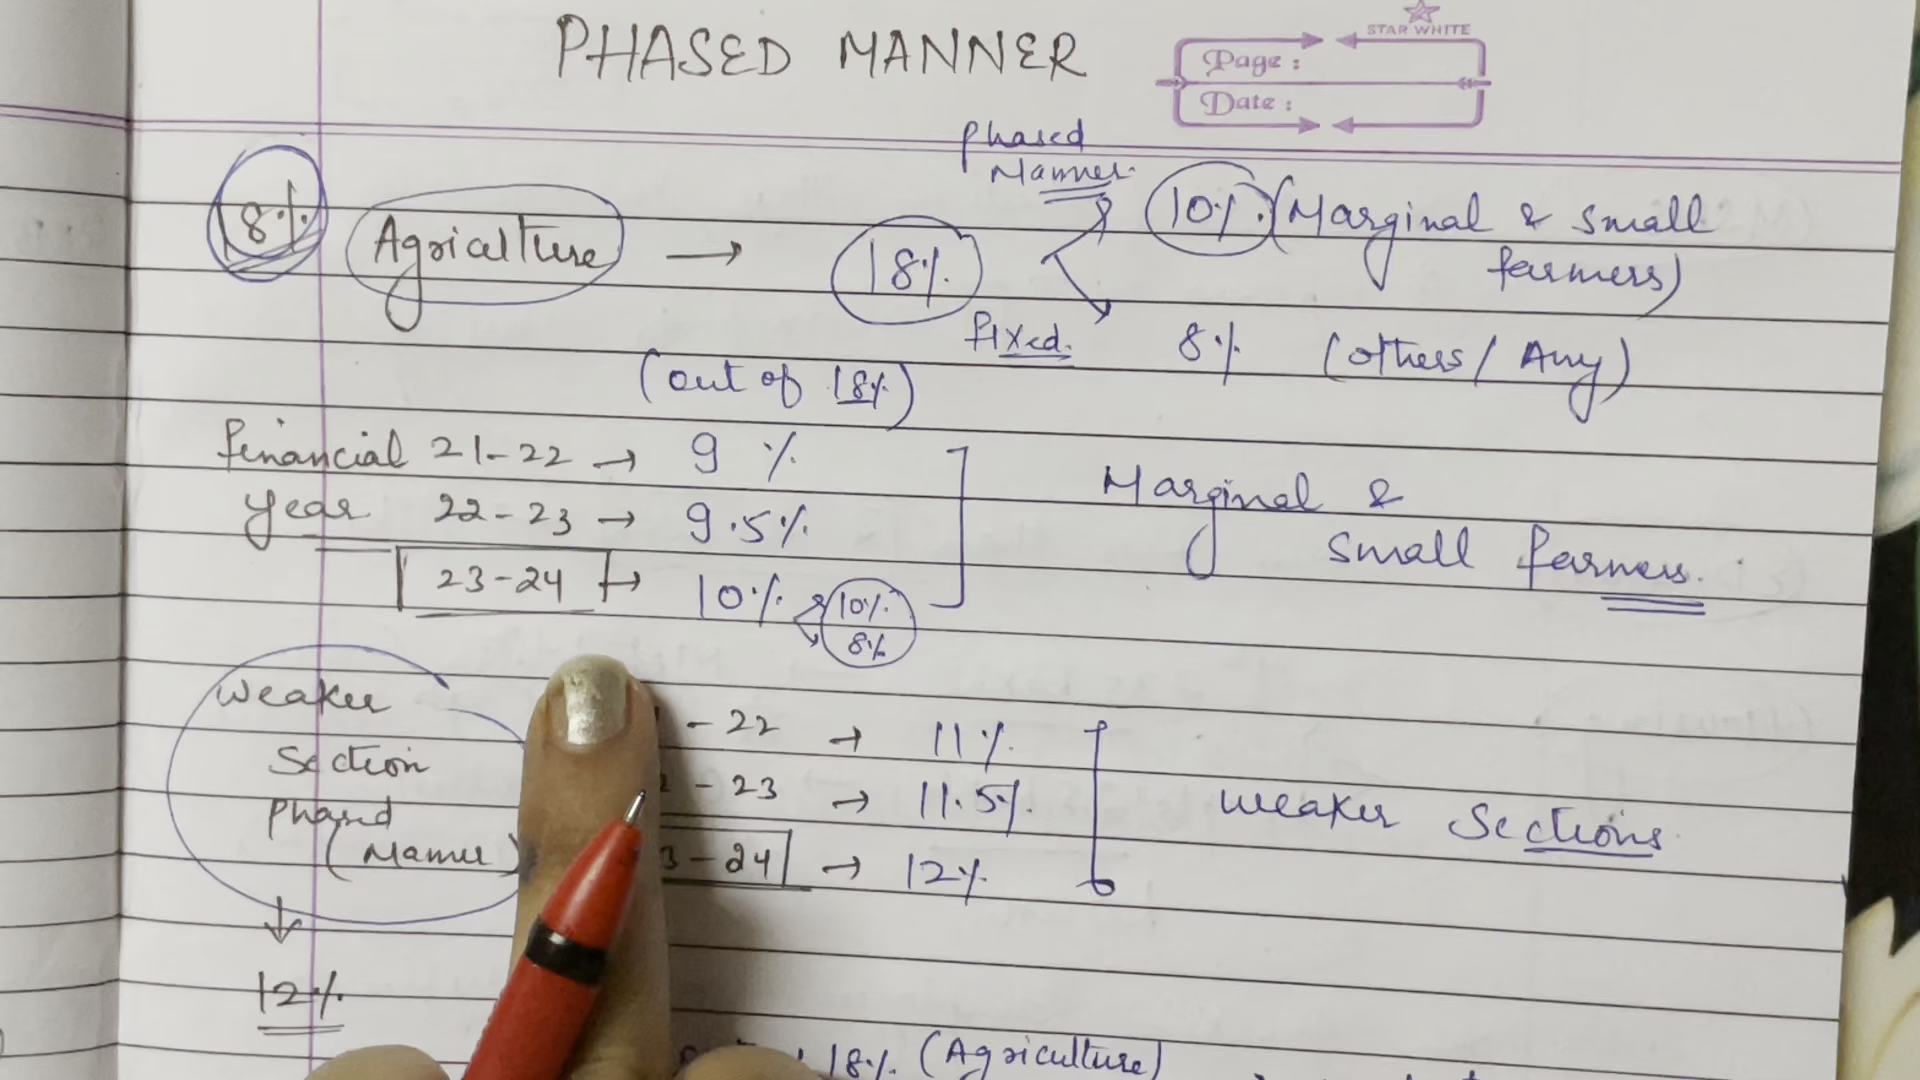 PHASED MANNER
STAR WHITE
Page :
Date :
Phased
Manner
18% Agriculture → 18% 10% (Marginal & small
farmers)
fixed. 8% (others / Any)
(out of 18%)
financial 21-22 → 9 %
year 22-23 → 9.5%
23-24 → 10% 10%
8%
Marginal &
small farmers.
Weaker
Section
Phased
(Manner)
- 22 → 11%
2 - 23 → 11.5%
3-24 → 12%
weaker Sections
↓
12%
18% (Agriculture)